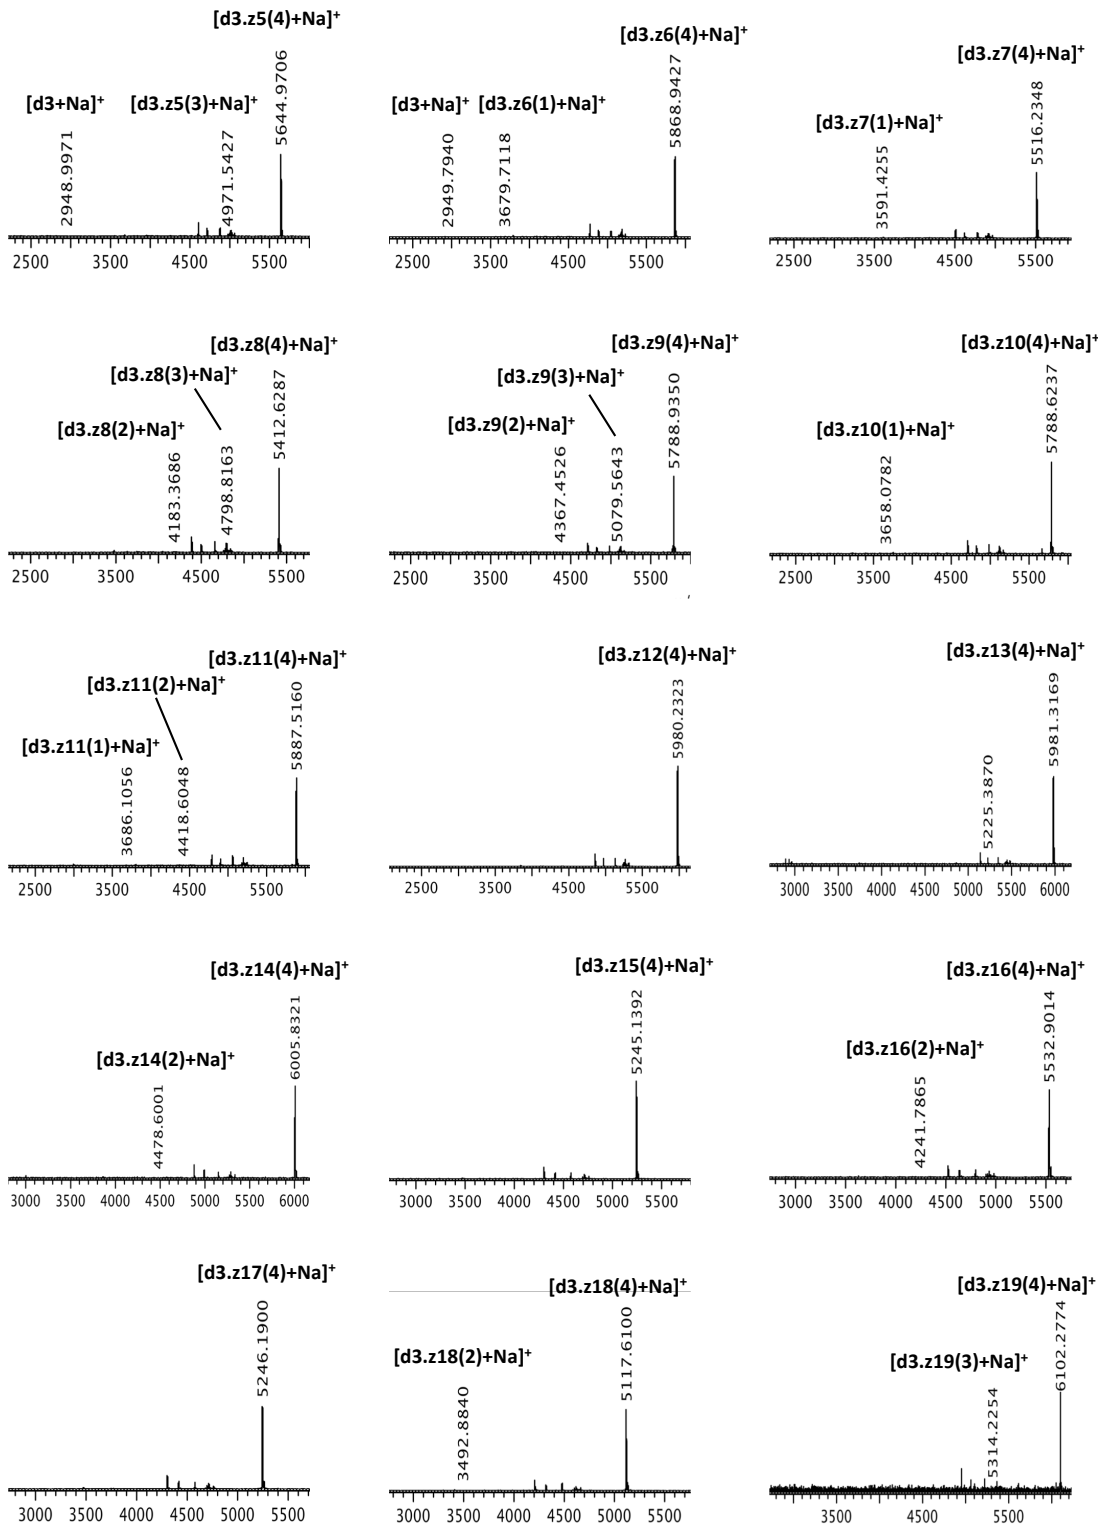 [d3.z5(4)+Na]+
[d3+Na]+ [d3.z5(3)+Na]+
2948.9971
4971.5427
5644.9706
2500 3500 4500 5500
[d3.z6(4)+Na]+
[d3+Na]+ [d3.z6(1)+Na]+
2949.7940
3679.7118
5868.9427
2500 3500 4500 5500
[d3.z7(4)+Na]+
[d3.z7(1)+Na]+
3591.4255
5516.2348
2500 3500 4500 5500
[d3.z8(4)+Na]+
[d3.z8(3)+Na]+
[d3.z8(2)+Na]+
4183.3686
4798.8163
5412.6287
2500 3500 4500 5500
[d3.z9(4)+Na]+
[d3.z9(3)+Na]+
[d3.z9(2)+Na]+
4367.4526
5079.5643
5788.9350
2500 3500 4500 5500
[d3.z10(4)+Na]+
[d3.z10(1)+Na]+
3658.0782
5788.6237
2500 3500 4500 5500
[d3.z11(4)+Na]+
[d3.z11(2)+Na]+
[d3.z11(1)+Na]+
3686.1056
4418.6048
5887.5160
2500 3500 4500 5500
[d3.z12(4)+Na]+
5980.2323
2500 3500 4500 5500
[d3.z13(4)+Na]+
5225.3870
5981.3169
3000 3500 4000 4500 5000 5500 6000
[d3.z14(4)+Na]+
[d3.z14(2)+Na]+
4478.6001
6005.8321
3000 3500 4000 4500 5000 5500 6000
[d3.z15(4)+Na]+
5245.1392
3000 3500 4000 4500 5000 5500
[d3.z16(4)+Na]+
[d3.z16(2)+Na]+
4241.7865
5532.9014
3000 3500 4000 4500 5000 5500
[d3.z17(4)+Na]+
5246.1900
3000 3500 4000 4500 5000 5500
[d3.z18(4)+Na]+
[d3.z18(2)+Na]+
3492.8840
5117.6100
3000 3500 4000 4500 5000 5500
[d3.z19(4)+Na]+
[d3.z19(3)+Na]+
5314.2254
6102.2774
3500 4500 5500